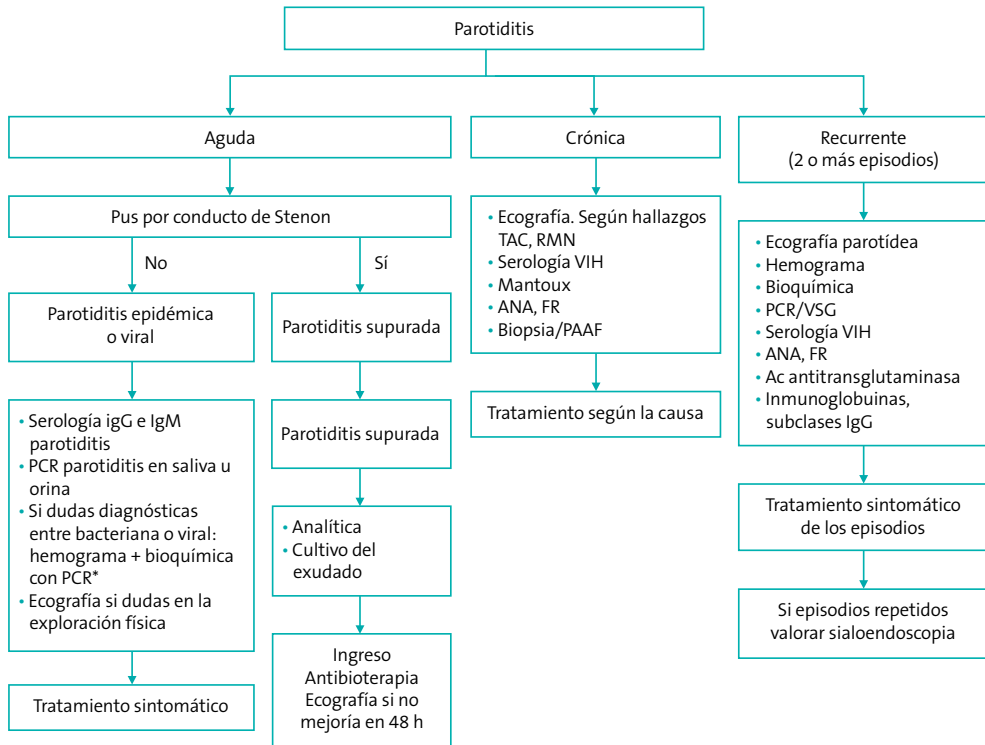 Parotiditis
Aguda
Pus por conducto de Stenon
No
Sí
Parotiditis epidémica
o viral
• Serología igG e IgM
parotiditis
• PCR parotiditis en saliva u
orina
• Si dudas diagnósticas
entre bacteriana o viral:
hemograma + bioquímica
con PCR*
• Ecografía si dudas en la
exploración física
Tratamiento sintomático
Parotiditis supurada
Parotiditis supurada
• Analítica
• Cultivo del
exudado
Ingreso
Antibioterapia
Ecografía si no
mejoría en 48 h
Crónica
• Ecografía. Según hallazgos
TAC, RMN
• Serología VIH
• Mantoux
• ANA, FR
• Biopsia/PAAF
Tratamiento según la causa
Recurrente
(2 o más episodios)
• Ecografía parotídea
• Hemograma
• Bioquímica
• PCR/VSG
• Serología VIH
• ANA, FR
• Ac antitransglutaminasa
• Inmunoglobuinas,
subclases IgG
Tratamiento sintomático
de los episodios
Si episodios repetidos
valorar sialoendoscopia